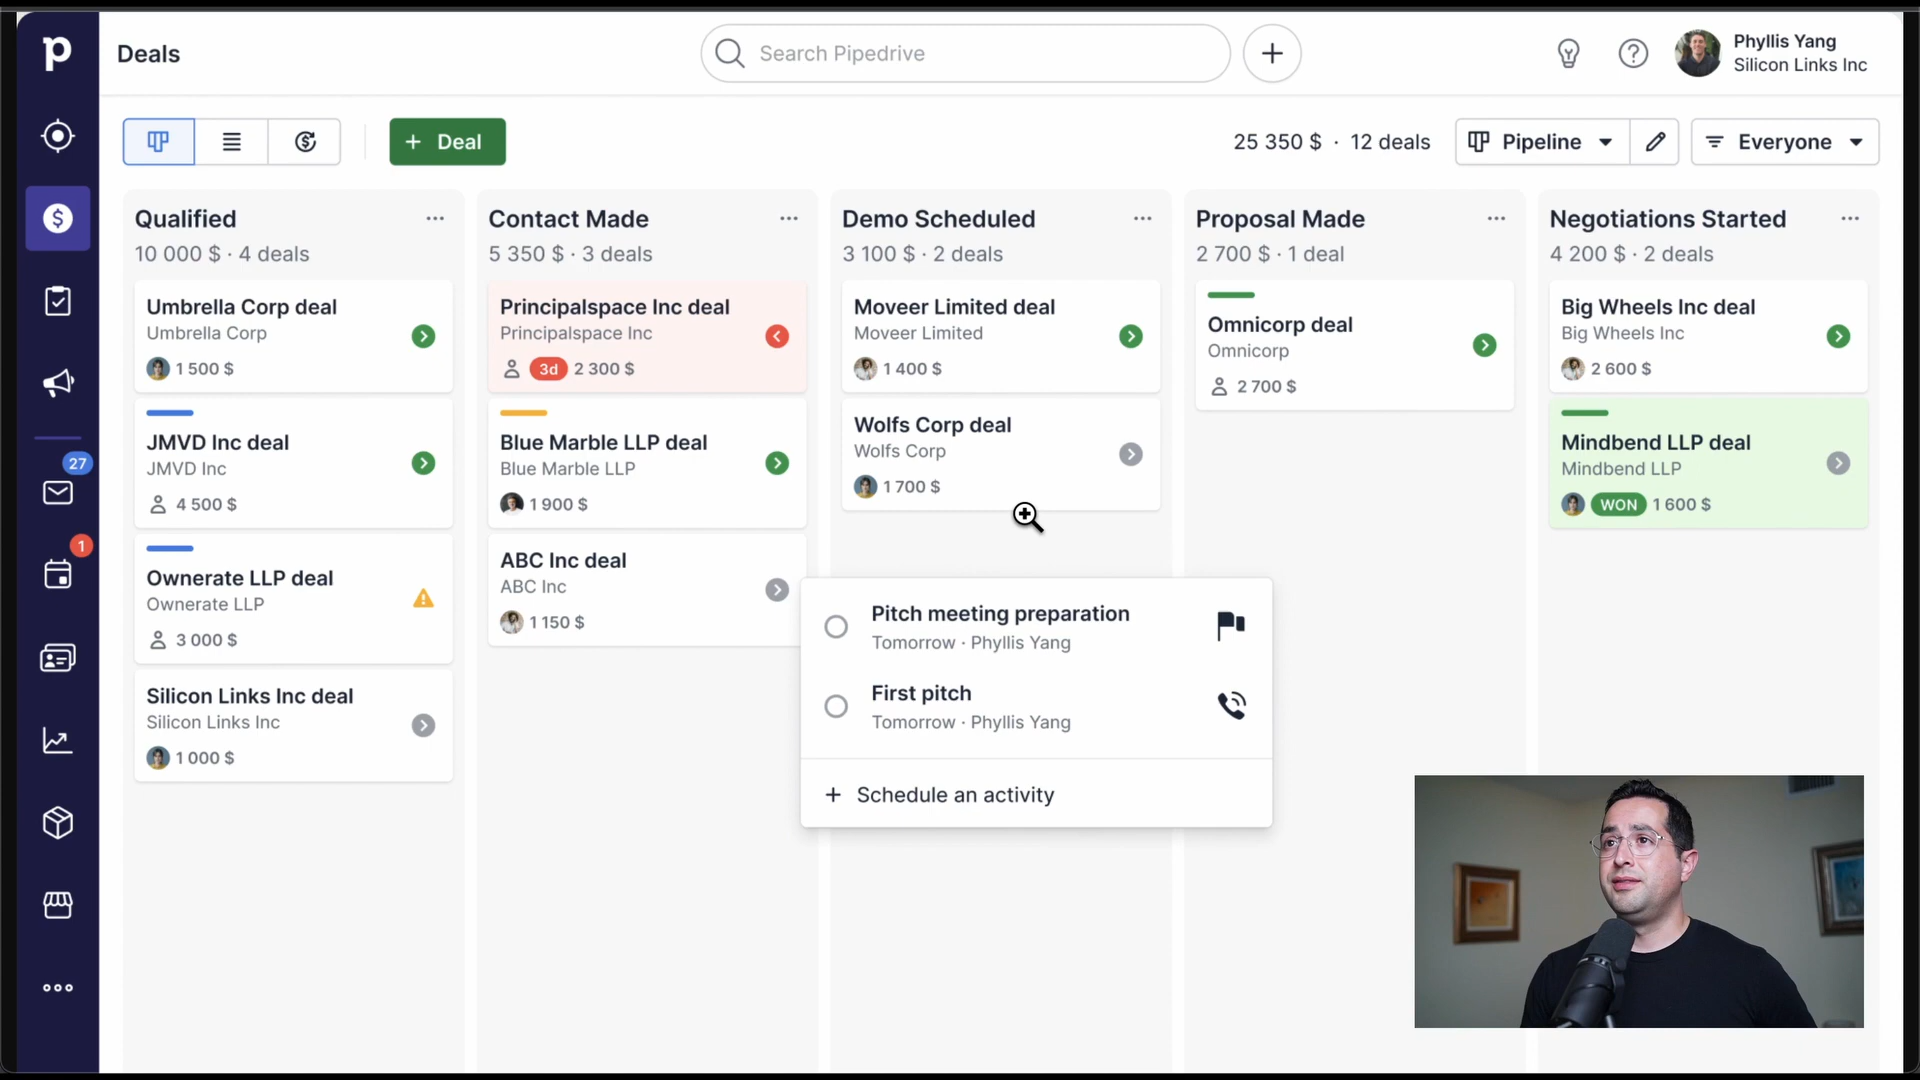 p
Deals
Search Pipedrive
Phyllis Yang
Silicon Links Inc
+ Deal
25 350 $ · 12 deals
Pipeline
Everyone
Qualified
10 000 $ · 4 deals
Umbrella Corp deal
Umbrella Corp
1 500 $
JMVD Inc deal
JMVD Inc
4 500 $
Ownerate LLP deal
Ownerate LLP
3 000 $
Silicon Links Inc deal
Silicon Links Inc
1 000 $
Contact Made
5 350 $ · 3 deals
Principalspace Inc deal
Principalspace Inc
3d 2 300 $
Blue Marble LLP deal
Blue Marble LLP
1 900 $
ABC Inc deal
ABC Inc
1 150 $
Demo Scheduled
3 100 $ · 2 deals
Moveer Limited deal
Moveer Limited
1 400 $
Wolfs Corp deal
Wolfs Corp
1 700 $
Pitch meeting preparation
Tomorrow · Phyllis Yang
First pitch
Tomorrow · Phyllis Yang
+ Schedule an activity
Proposal Made
2 700 $ · 1 deal
Omnicorp deal
Omnicorp
2 700 $
Negotiations Started
4 200 $ · 2 deals
Big Wheels Inc deal
Big Wheels Inc
2 600 $
Mindbend LLP deal
Mindbend LLP
WON 1 600 $
27
1